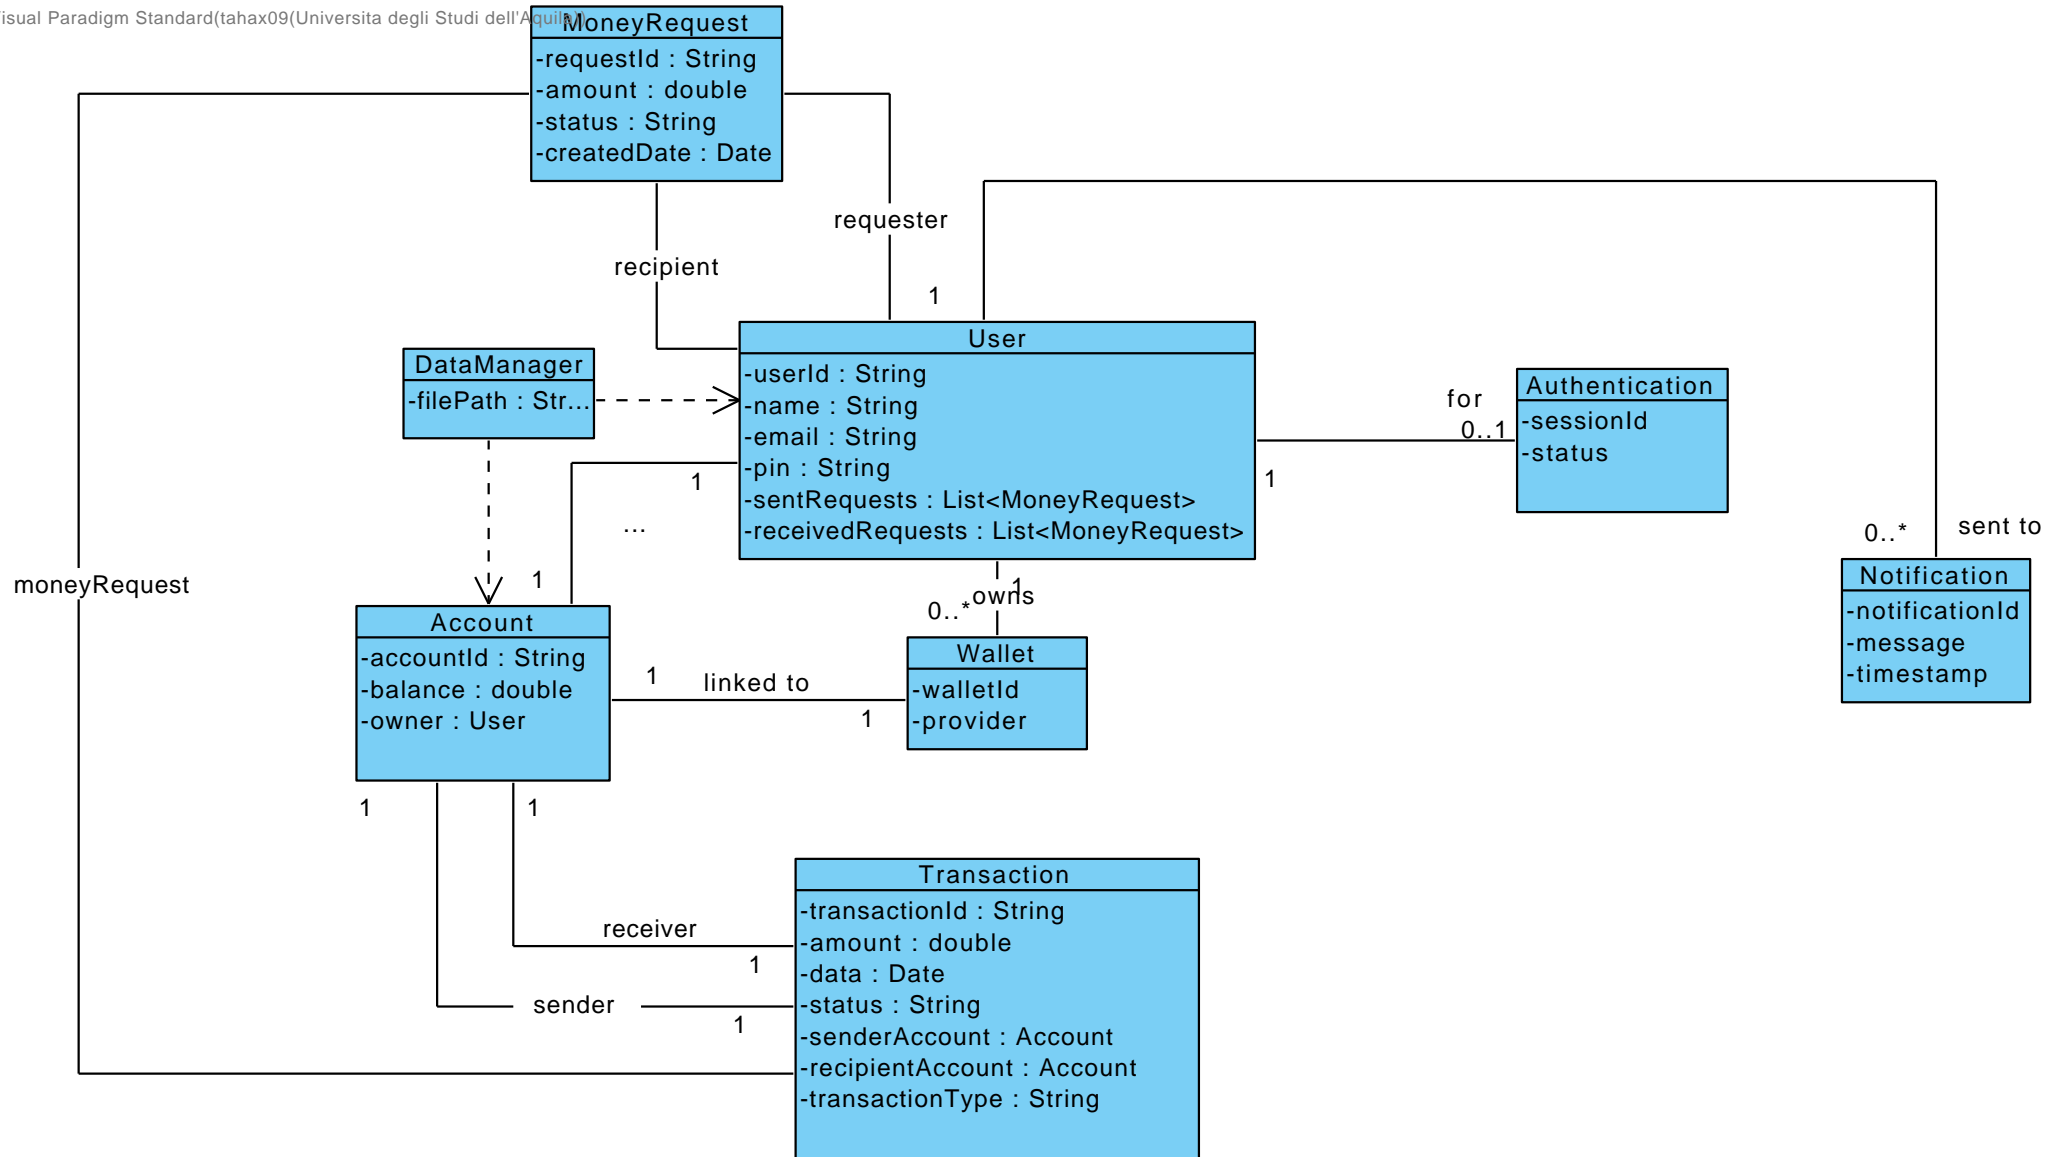 isual Paradigm Standard(tahax09(Universita degli Studi dell'Aquila))
MoneyRequest
-requestId : String
-amount : double
-status : String
-createdDate : Date
requester
recipient
1
User
-userId : String
-name : String
-email : String
-pin : String
-sentRequests : List<MoneyRequest>
-receivedRequests : List<MoneyRequest>
DataManager
-filePath : Str...
for
0..1
1
Authentication
-sessionId
-status
1
...
1
0..*
sent to
Notification
-notificationId
-message
-timestamp
moneyRequest
1
owns
0..*
Account
-accountId : String
-balance : double
-owner : User
1
linked to
1
Wallet
-walletId
-provider
1
1
receiver
1
sender
1
Transaction
-transactionId : String
-amount : double
-data : Date
-status : String
-senderAccount : Account
-recipientAccount : Account
-transactionType : String